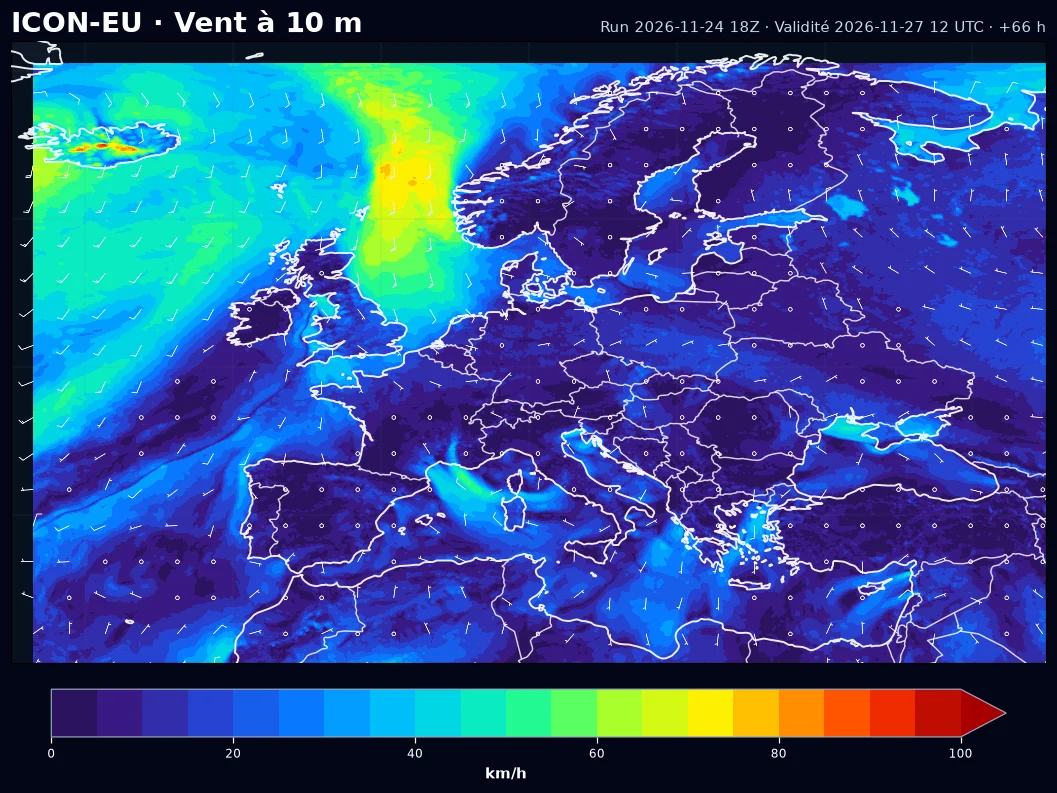 ICON-EU · Vent à 10 m
Run 2026-11-24 18Z · Validité 2026-11-27 12 UTC · +66 h
0 20 40 60 80 100
km/h